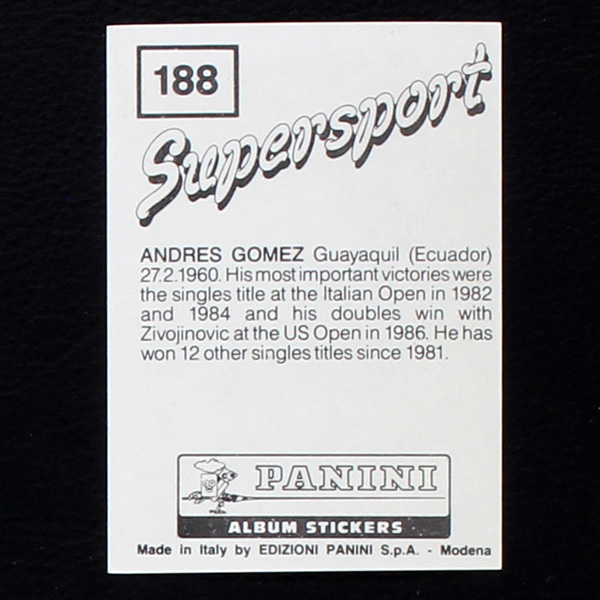 188
Supersport
ANDRES GOMEZ Guayaquil (Ecuador)
27.2.1960. His most important victories were
the singles title at the Italian Open in 1982
and 1984 and his doubles win with
Zivojinovic at the US Open in 1986. He has
won 12 other singles titles since 1981.
PANINI
ALBUM STICKERS
Made in Italy by EDIZIONI PANINI S.p.A. - Modena